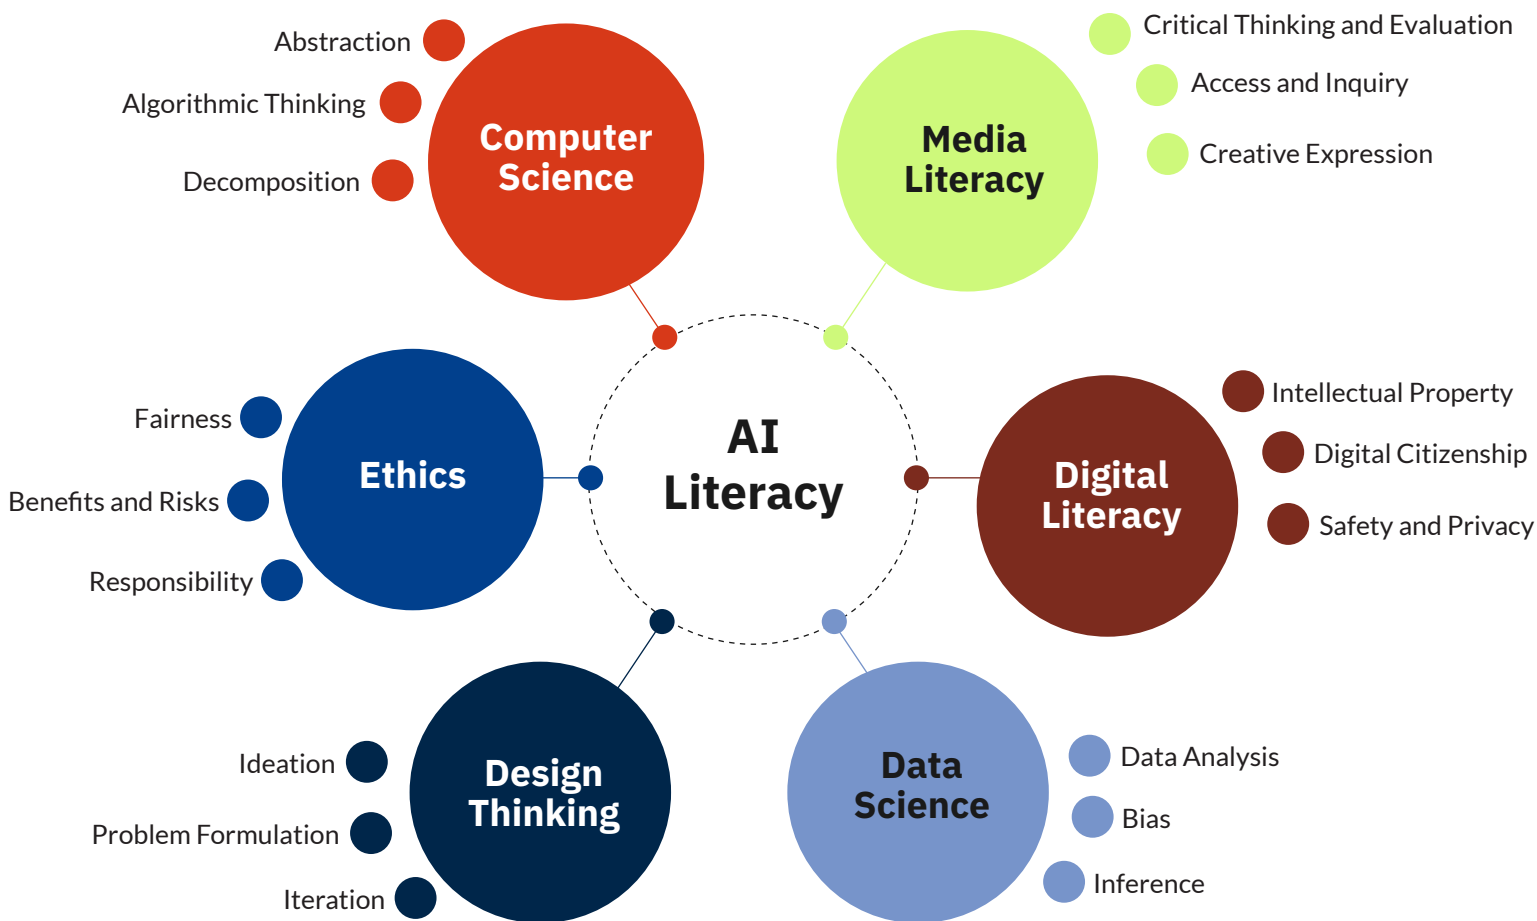 Abstraction
Algorithmic Thinking
Decomposition
Computer
Science
Media
Literacy
Critical Thinking and Evaluation
Access and Inquiry
Creative Expression
Fairness
Benefits and Risks
Responsibility
Ethics
AI
Literacy
Digital
Literacy
Intellectual Property
Digital Citizenship
Safety and Privacy
Ideation
Problem Formulation
Iteration
Design
Thinking
Data
Science
Data Analysis
Bias
Inference